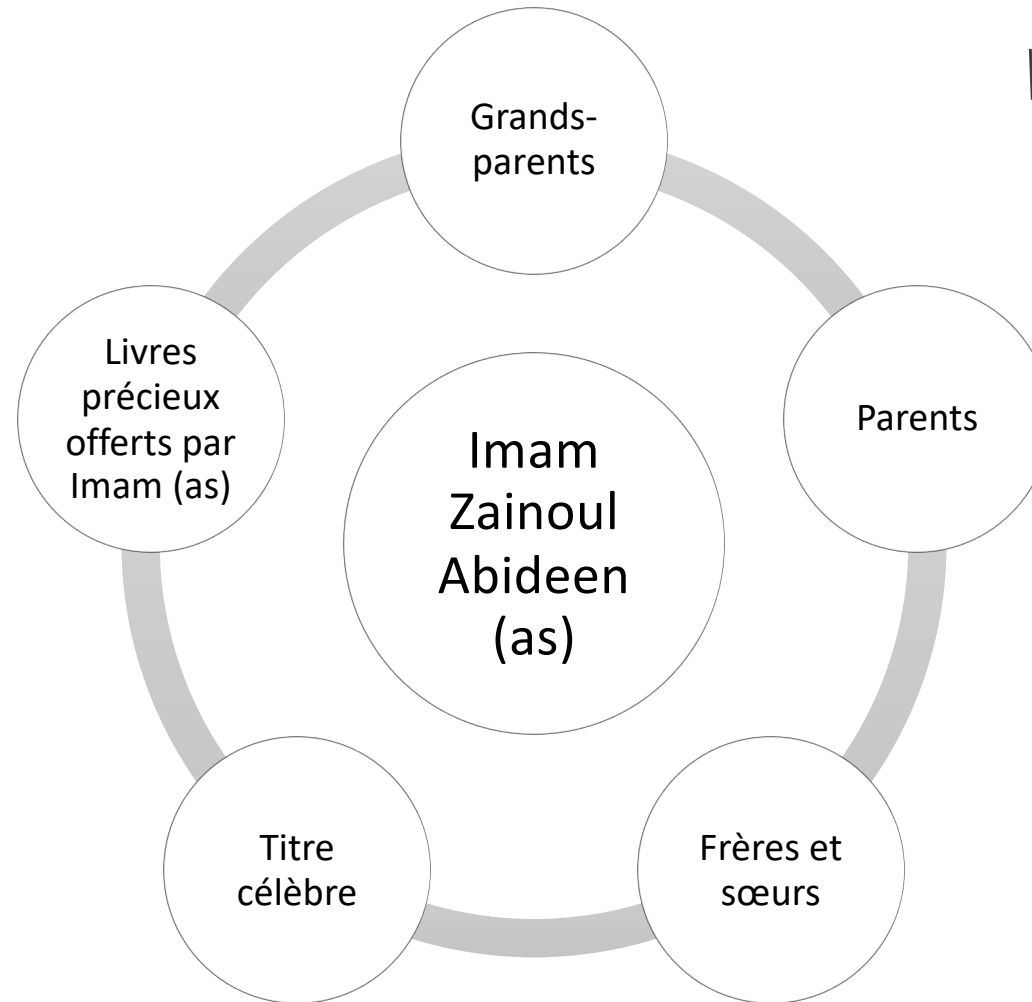 Grands-
parents
Parents
Frères et
sœurs
Titre
célèbre
Livres
précieux
offerts par
Imam (as)
Imam
Zainoul
Abideen
(as)